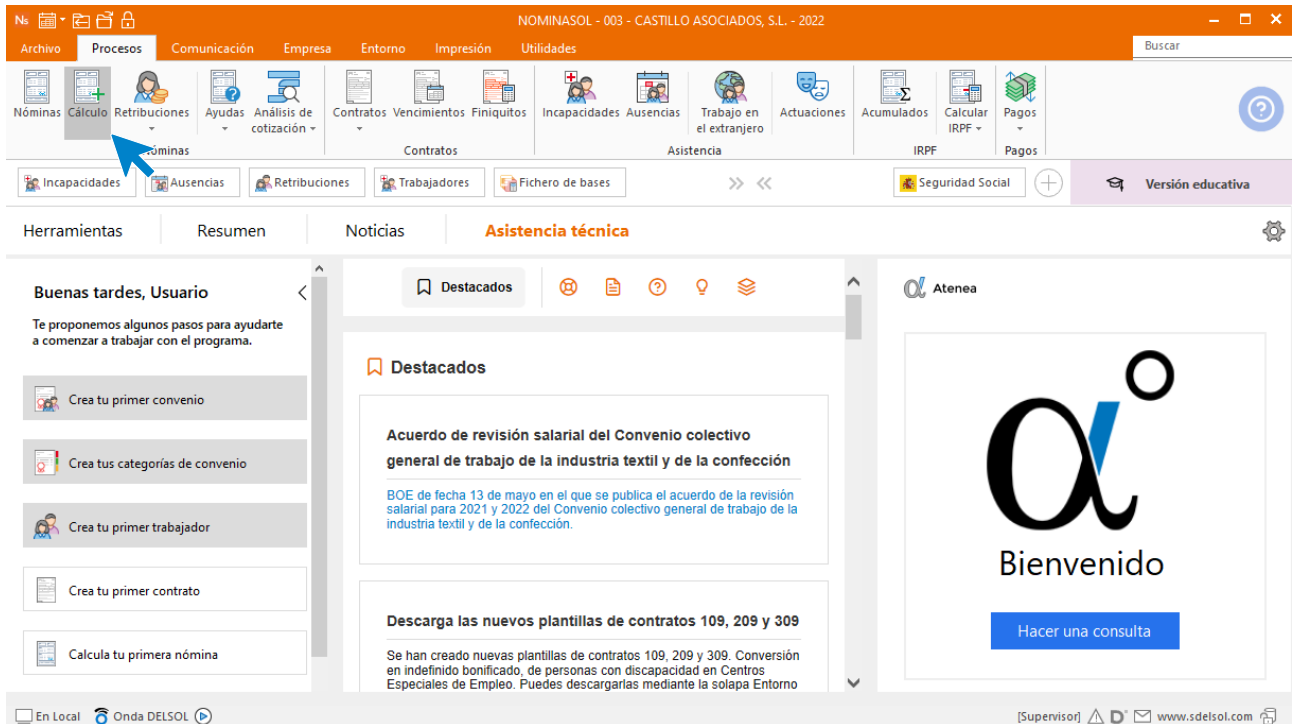 Ns
NOMINASOL - 003 - CASTILLO ASOCIADOS, S.L. - 2022
Archivo Procesos Comunicación Empresa Entorno Impresión Utilidades Buscar
Nóminas Cálculo Retribuciones Ayudas Análisis de cotización Contratos Vencimientos Finiquitos Incapacidades Ausencias Trabajo en el extranjero Actuaciones Acumulados Calcular IRPF Pagos
Contratos Asistencia IRPF Pagos
Incapacidades Ausencias Retribuciones Trabajadores Fichero de bases Seguridad Social Versión educativa
Herramientas Resumen Noticias Asistencia técnica
Buenas tardes, Usuario
Te proponemos algunos pasos para ayudarte
a comenzar a trabajar con el programa.
Crea tu primer convenio
Crea tus categorías de convenio
Crea tu primer trabajador
Crea tu primer contrato
Calcula tu primera nómina
Destacados
Destacados
Acuerdo de revisión salarial del Convenio colectivo
general de trabajo de la industria textil y de la confección
BOE de fecha 13 de mayo en el que se publica el acuerdo de la revisión
salarial para 2021 y 2022 del Convenio colectivo general de trabajo de la
industria textil y de la confección.
Descarga las nuevos plantillas de contratos 109, 209 y 309
Se han creado nuevas plantillas de contratos 109, 209 y 309. Conversión
en indefinido bonificado, de personas con discapacidad en Centros
Especiales de Empleo. Puedes descargarlas mediante la solapa Entorno
Atenea
Bienvenido
Hacer una consulta
En Local Onda DELSOL [Supervisor] D www.sdelsol.com